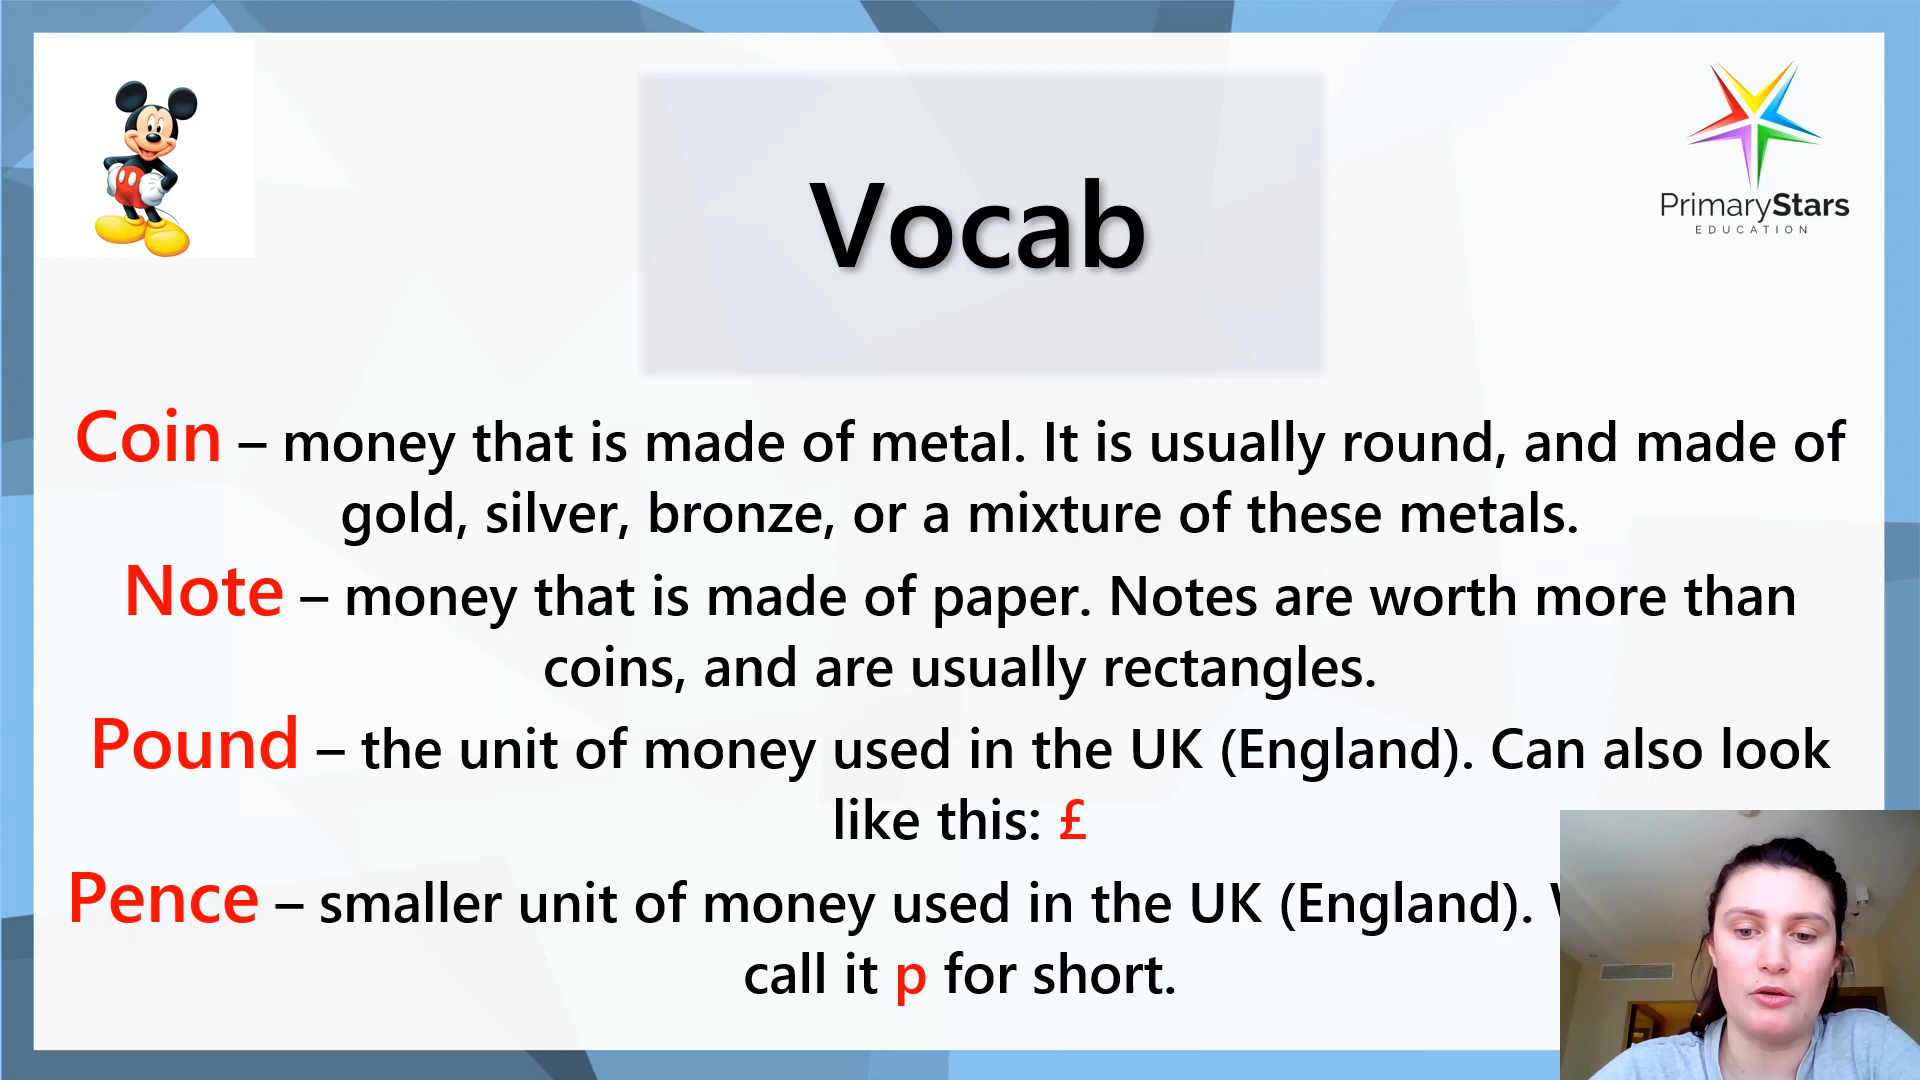 Vocab
PrimaryStars
EDUCATION
Coin – money that is made of metal. It is usually round, and made of
gold, silver, bronze, or a mixture of these metals.
Note – money that is made of paper. Notes are worth more than
coins, and are usually rectangles.
Pound – the unit of money used in the UK (England). Can also look
like this: £
Pence – smaller unit of money used in the UK (England).
call it p for short.